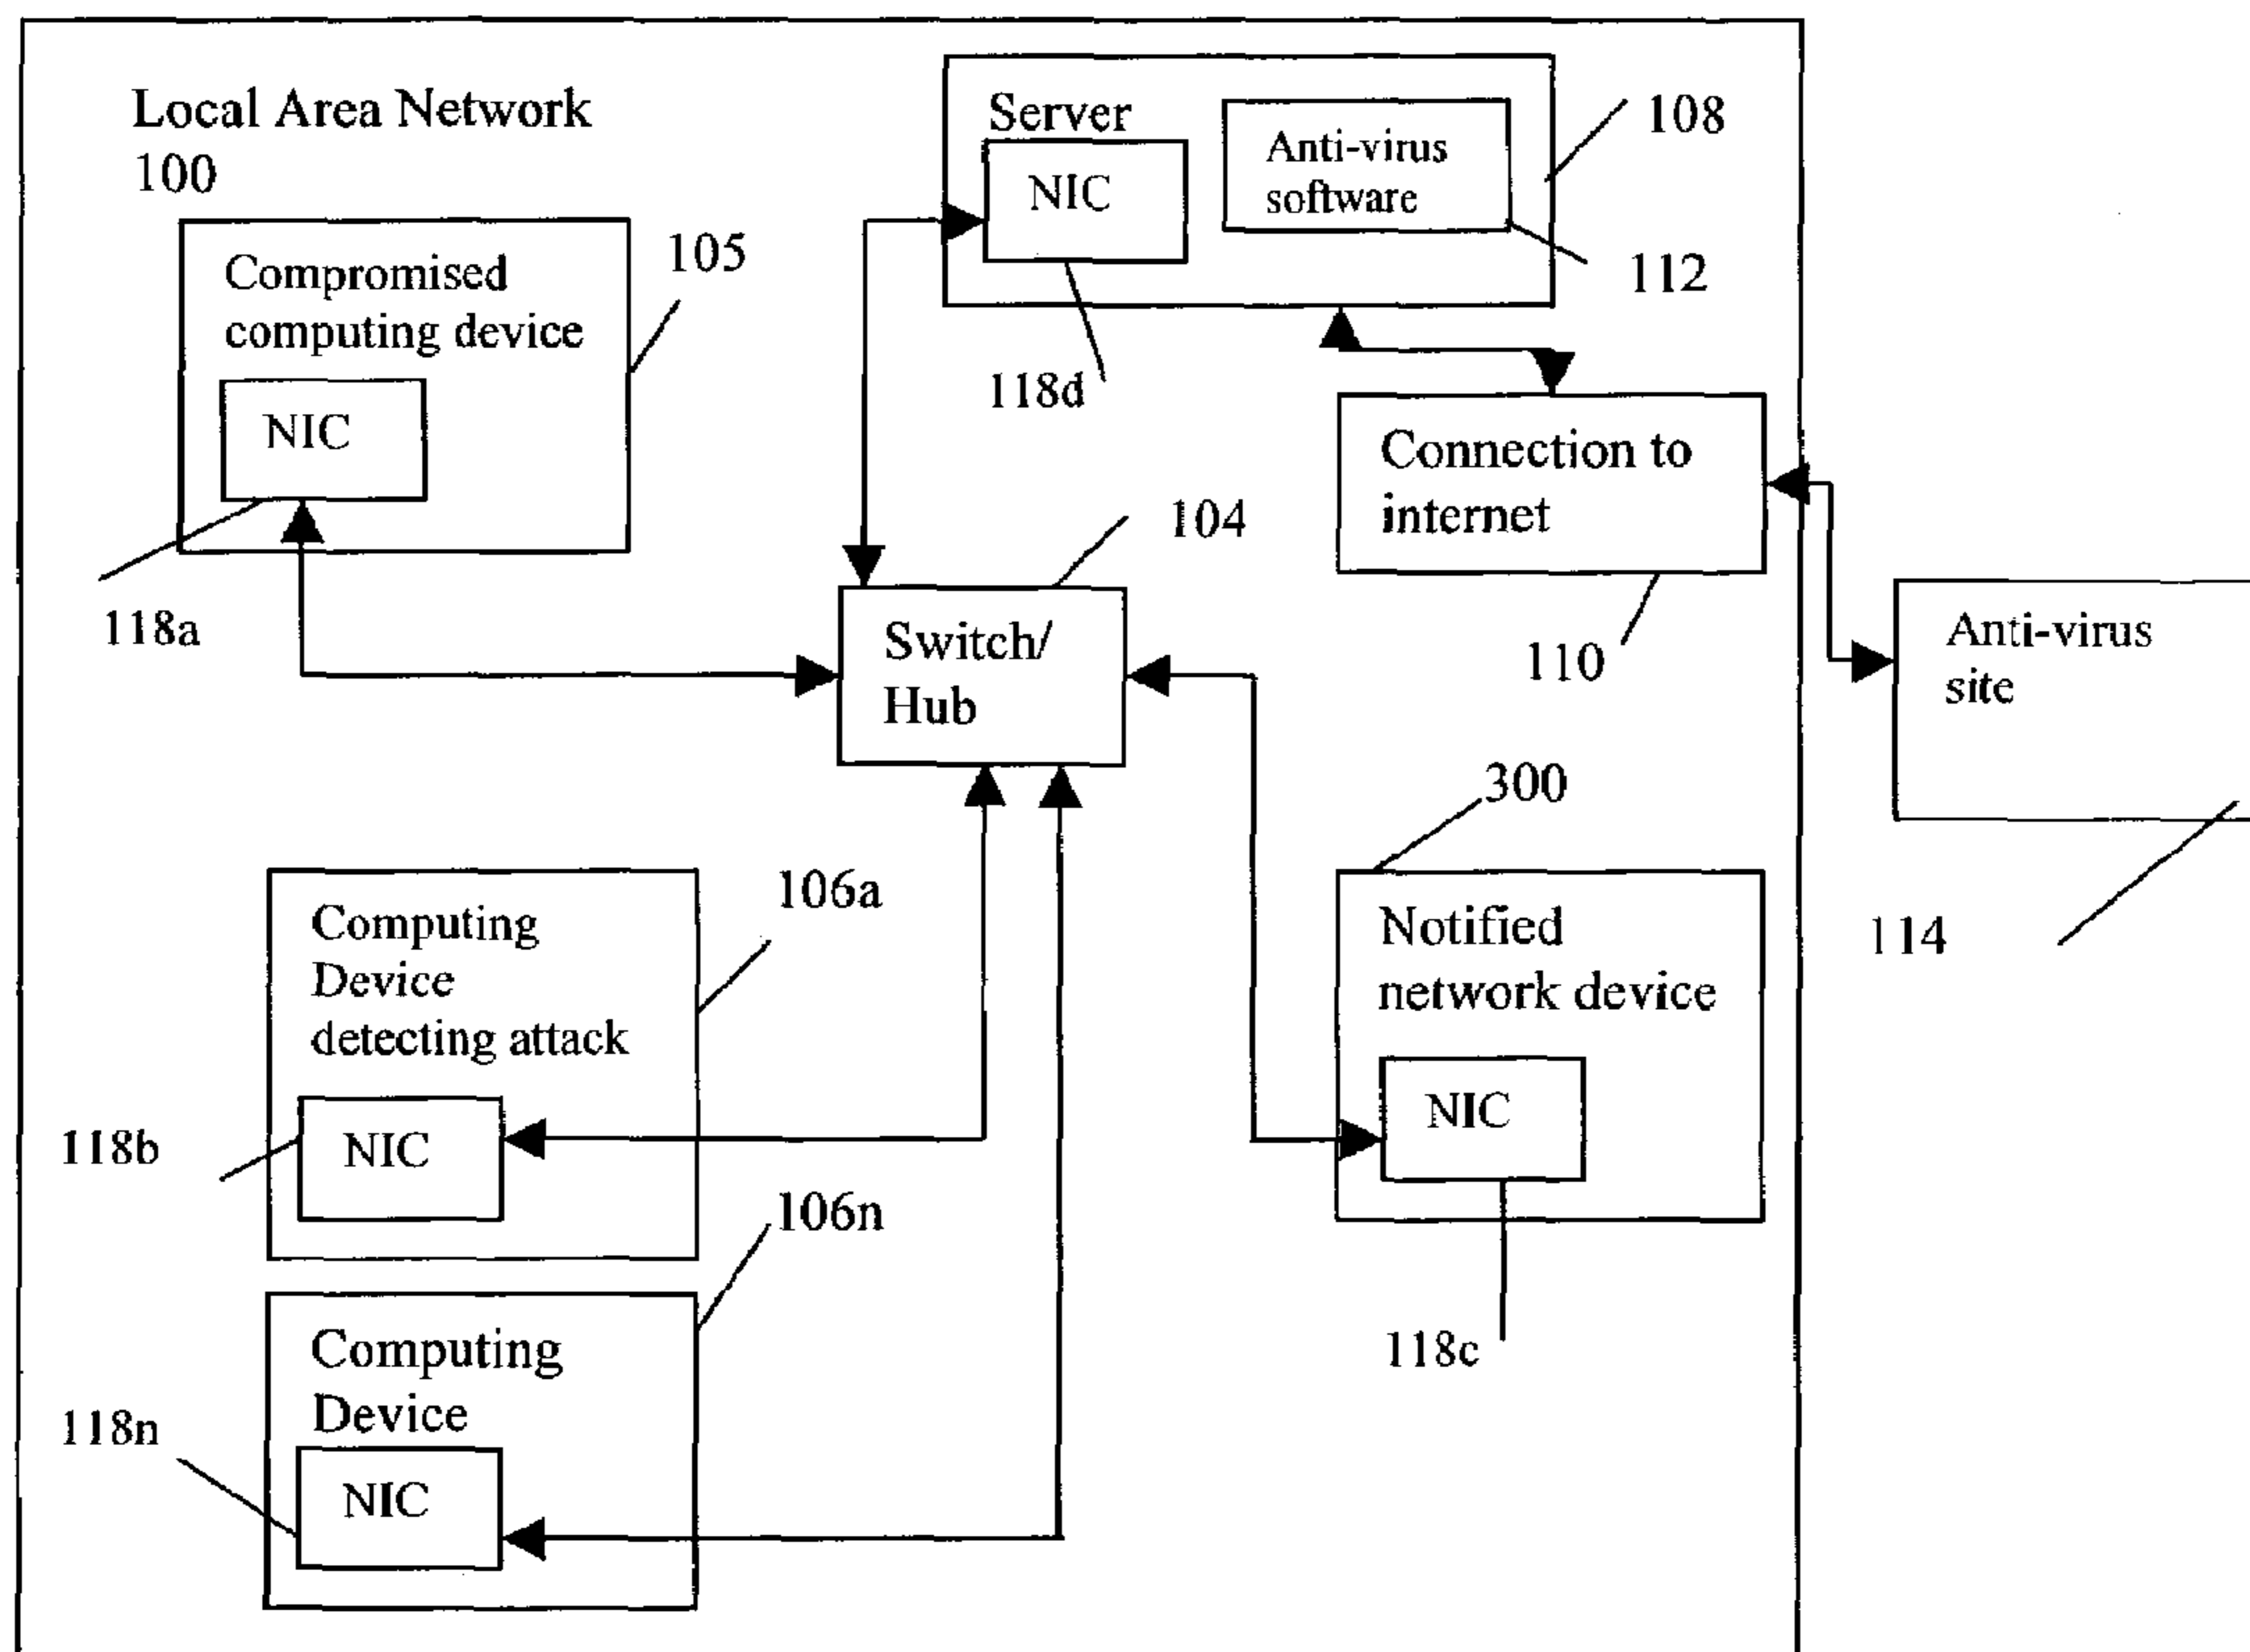 Local Area Network
100
Server
NIC
Anti-virus
software
108
112
118d
Compromised
computing device
105
NIC
118a
Connection to
internet
110
104
Switch/
Hub
Anti-virus
site
114
300
Notified
network device
NIC
118c
106a
Computing
Device
detecting attack
NIC
118b
106n
Computing
Device
NIC
118n